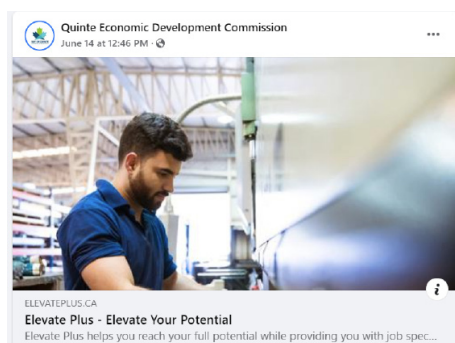 Quinte Economic Development Commission
June 14 at 12:46 PM ·
ELEVATEPLUS.CA
Elevate Plus - Elevate Your Potential
Elevate Plus helps you reach your full potential while providing you with job spec...